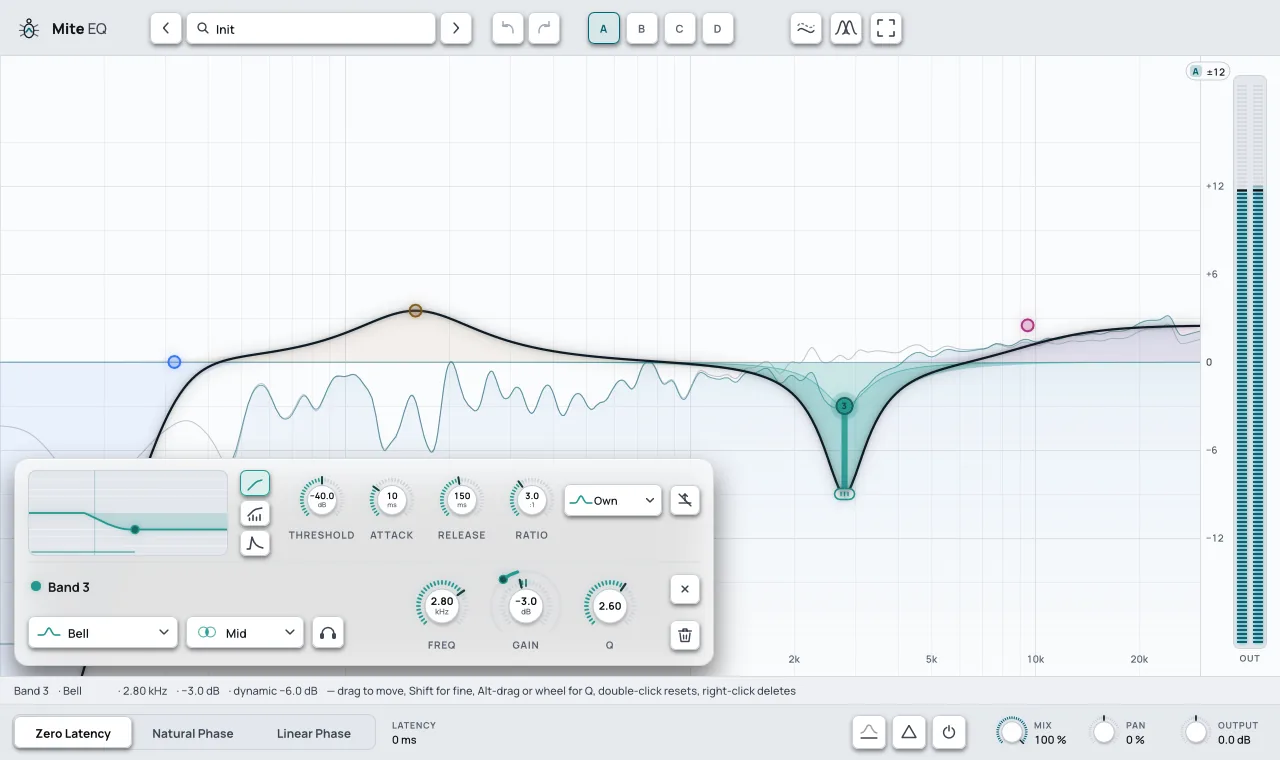 Mite EQ
Init
A
B
C
D
A ±12
+12
+6
0
−6
−12
3
2k
5k
10k
20k
OUT
−40.0
dB
10
ms
150
ms
3.0
Own
THRESHOLD
ATTACK
RELEASE
RATIO
Band 3
2.80
kHz
−3.0
dB
2.60
Bell
Mid
FREQ
GAIN
Q
Band 3 · Bell · 2.80 kHz · −3.0 dB · dynamic −6.0 dB — drag to move, Shift for fine, Alt-drag or wheel for Q, double-click resets, right-click deletes
Zero Latency
Natural Phase
Linear Phase
LATENCY
0 ms
MIX
100 %
PAN
0 %
OUTPUT
0.0 dB